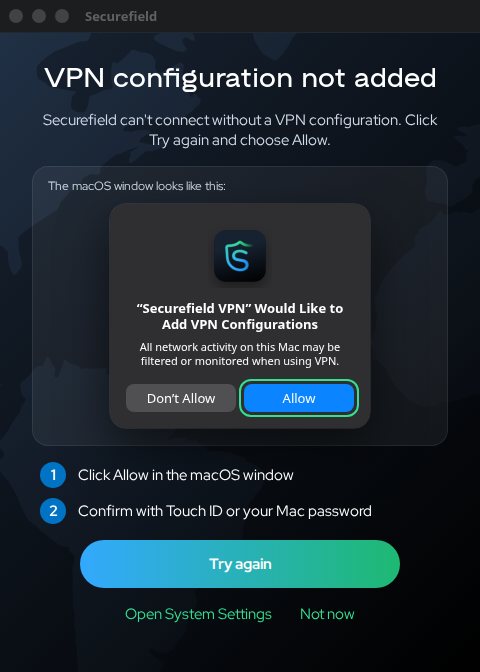 Securefield
VPN configuration not added
Securefield can't connect without a VPN configuration. Click
Try again and choose Allow.
The macOS window looks like this:
“Securefield VPN” Would Like to
Add VPN Configurations
All network activity on this Mac may be
filtered or monitored when using VPN.
Don’t Allow
Allow
1 Click Allow in the macOS window
2 Confirm with Touch ID or your Mac password
Try again
Open System Settings Not now